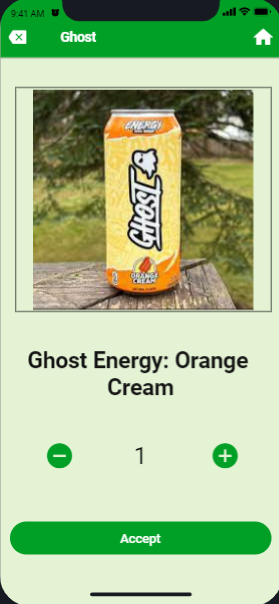 9:41 AM
Ghost
ENERGY
GHOST
ORANGE
CREAM
Ghost Energy: Orange
Cream
1
Accept